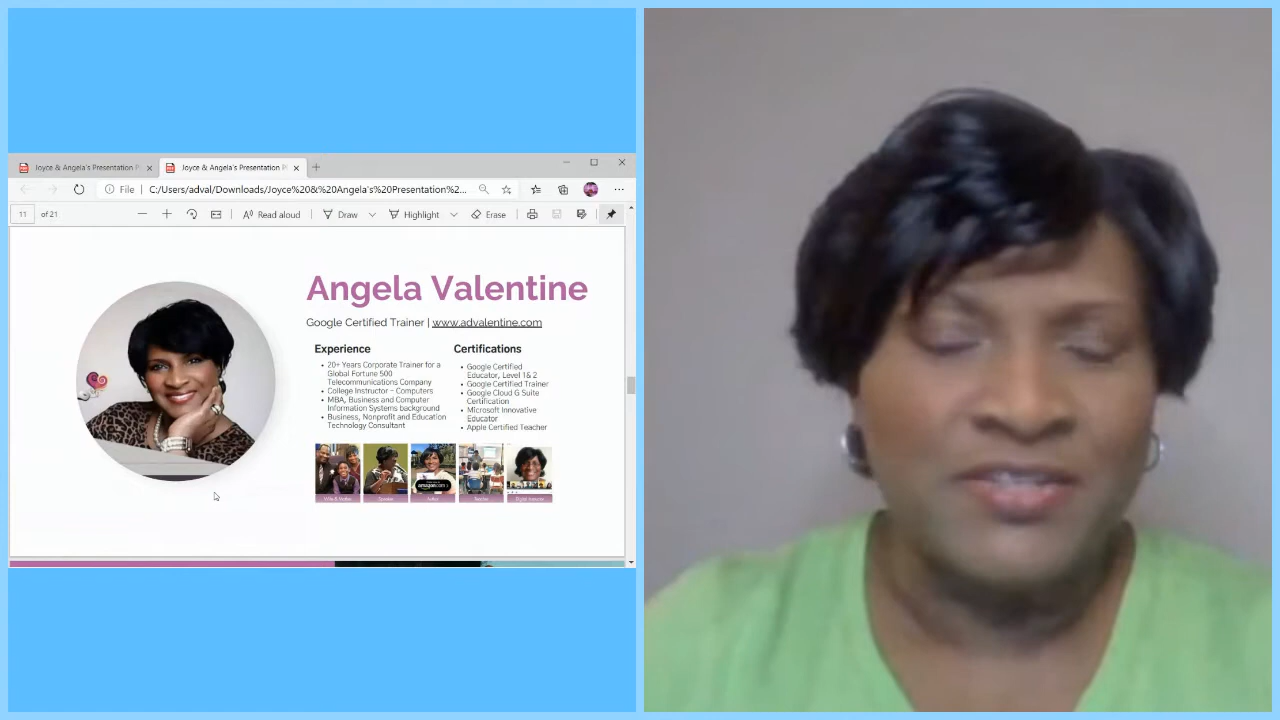 Joyce & Angela's Presentation P
Joyce & Angela's Presentation P
File
C:/Users/adval/Downloads/Joyce%20&%20Angela's%20Presentation%2...
11 of 21
Read aloud
Draw
Highlight
Erase
Angela Valentine
Google Certified Trainer | www.advalentine.com
Experience
20+ Years Corporate Trainer for a
Global Fortune 500
Telecommunications Company
College Instructor - Computers
MBA, Business and Computer
Information Systems background
Business, Nonprofit and Education
Technology Consultant
Certifications
Google Certified
Educator, Level 1& 2
Google Certified Trainer
Google Cloud G Suite
Certification
Microsoft Innovative
Educator
Apple Certified Teacher
amazon.com